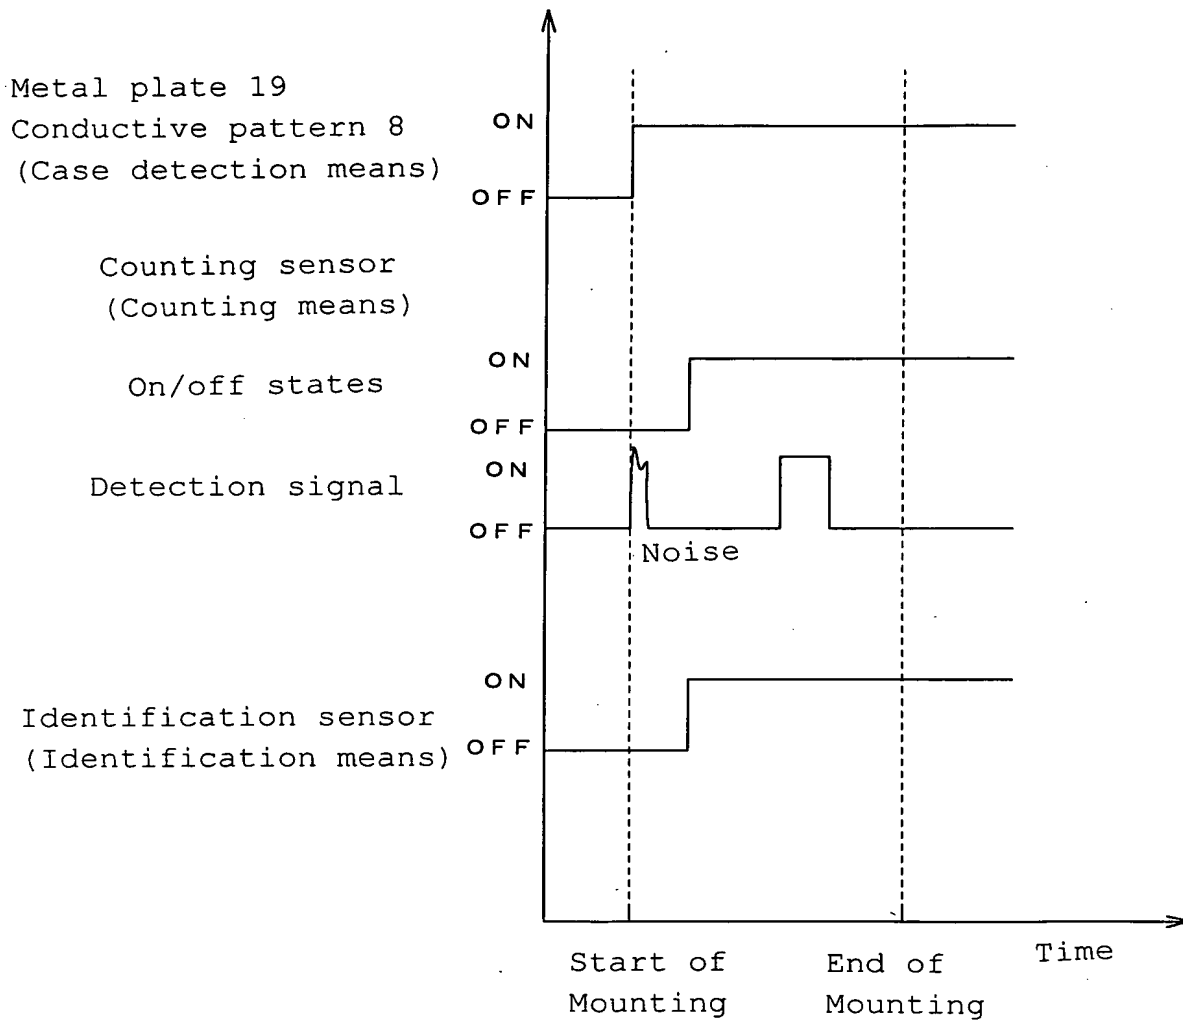 Metal plate 19
Conductive pattern 8
(Case detection means)
ON
OFF
Counting sensor
(Counting means)
On/off states
ON
OFF
Detection signal
ON
OFF
Noise
Identification sensor
(Identification means)
ON
OFF
Start of
Mounting
End of
Mounting
Time